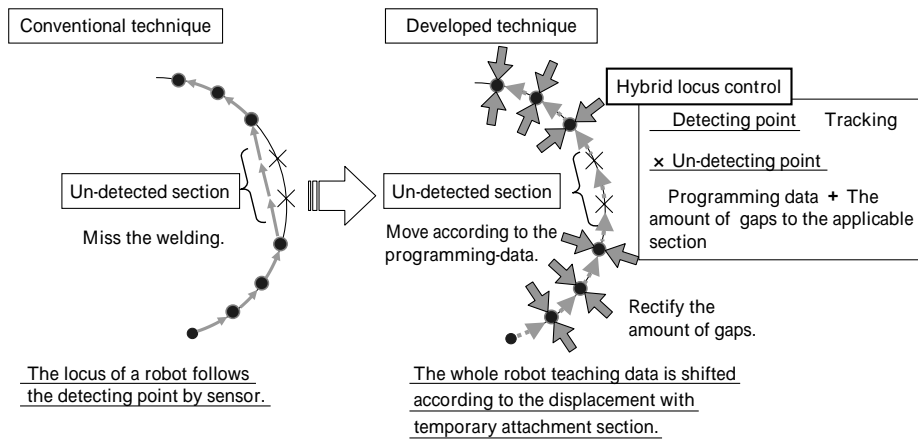 Conventional technique
Un-detected section
Miss the welding.
The locus of a robot follows
the detecting point by sensor.
Developed technique
Hybrid locus control
Detecting point Tracking
× Un-detecting point
Programming data + The
amount of gaps to the applicable
section
Un-detected section
Move according to the
programming-data.
Rectify the
amount of gaps.
The whole robot teaching data is shifted
according to the displacement with
temporary attachment section.